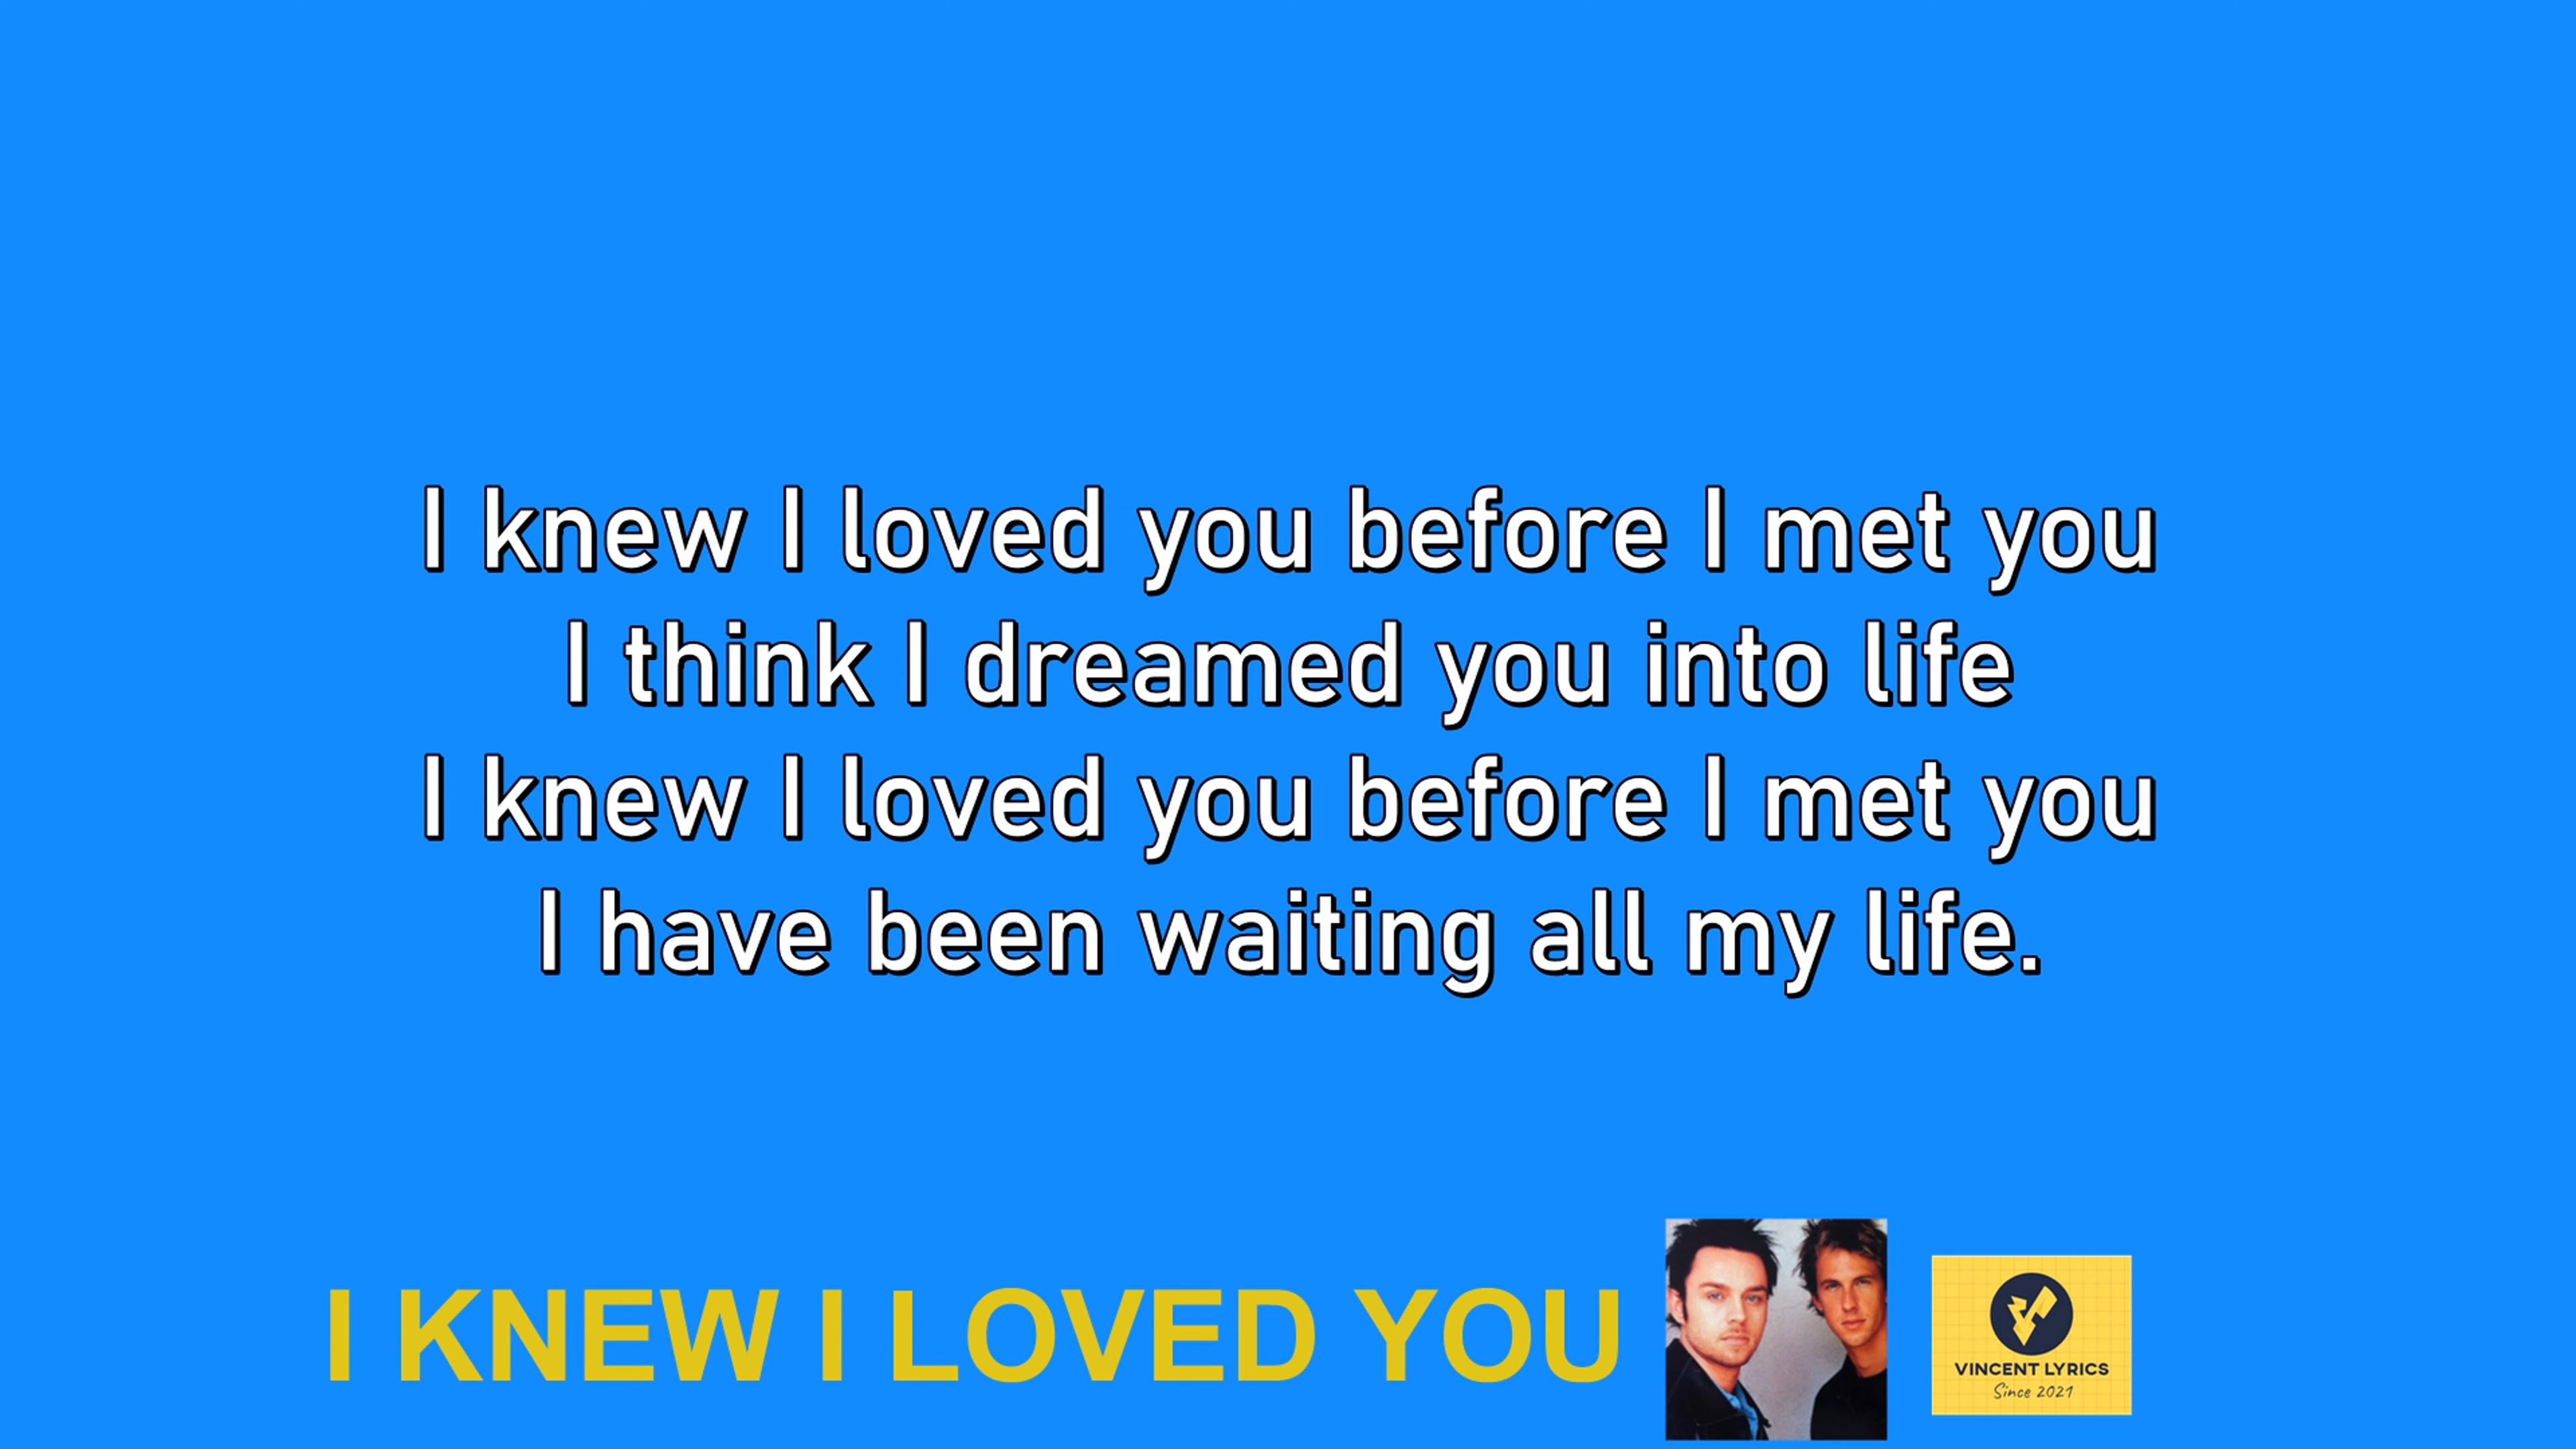 I knew I loved you before I met you
I think I dreamed you into life
I knew I loved you before I met you
I have been waiting all my life.
I KNEW I LOVED YOU
VINCENT LYRICS
Since 2021